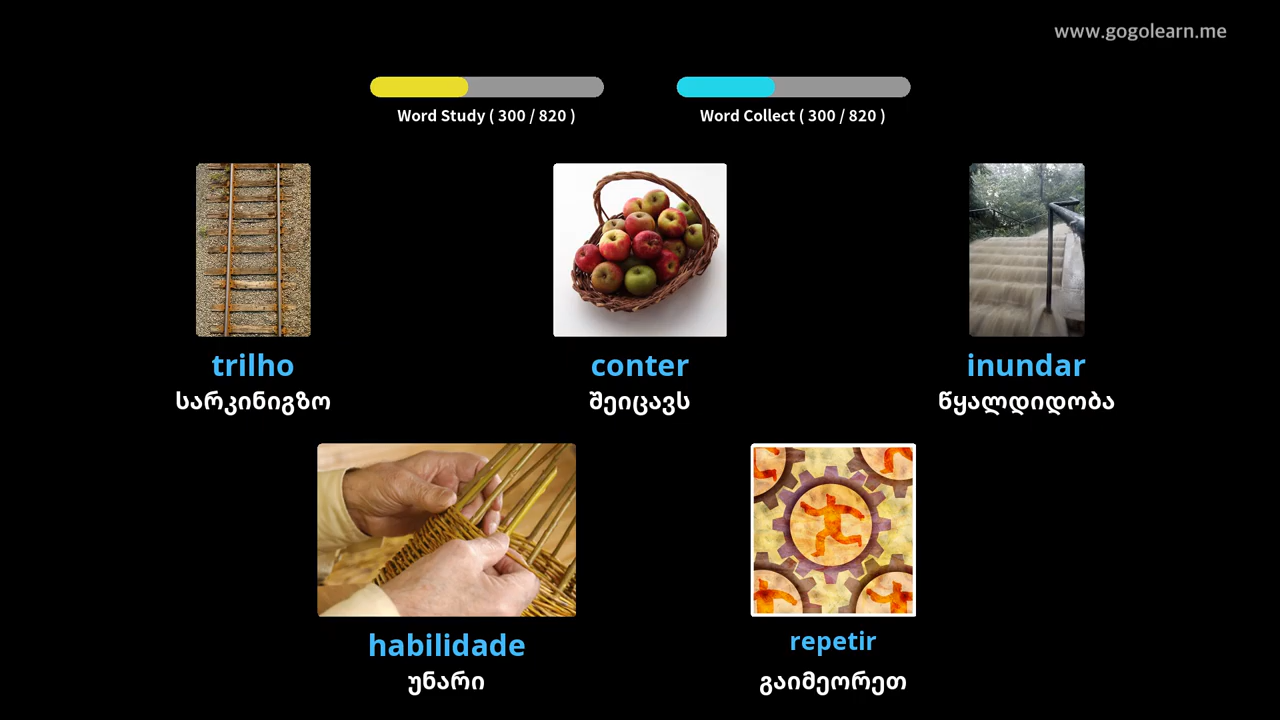 www.gogolearn.me
Word Study ( 300 / 820 )
Word Collect ( 300 / 820 )
trilho
სარკინიგზო
conter
შეიცავს
inundar
წყალდიდობა
habilidade
უნარი
repetir
გაიმეორეთ